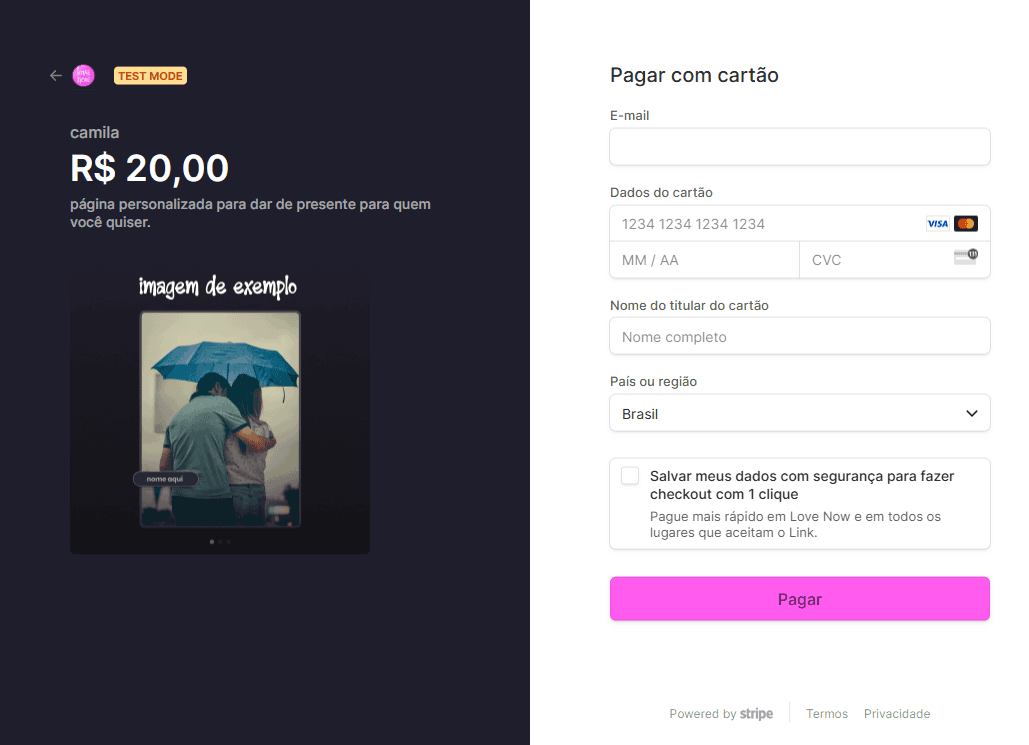 TEST MODE
camila
R$ 20,00
página personalizada para dar de presente para quem
você quiser.
imagem de exemplo
nome aqui
Pagar com cartão
E-mail
Dados do cartão
1234 1234 1234 1234
VISA
MM / AA
CVC
Nome do titular do cartão
Nome completo
País ou região
Brasil
Salvar meus dados com segurança para fazer
checkout com 1 clique
Pague mais rápido em Love Now e em todos os
lugares que aceitam o Link.
Pagar
Powered by stripe
Termos
Privacidade